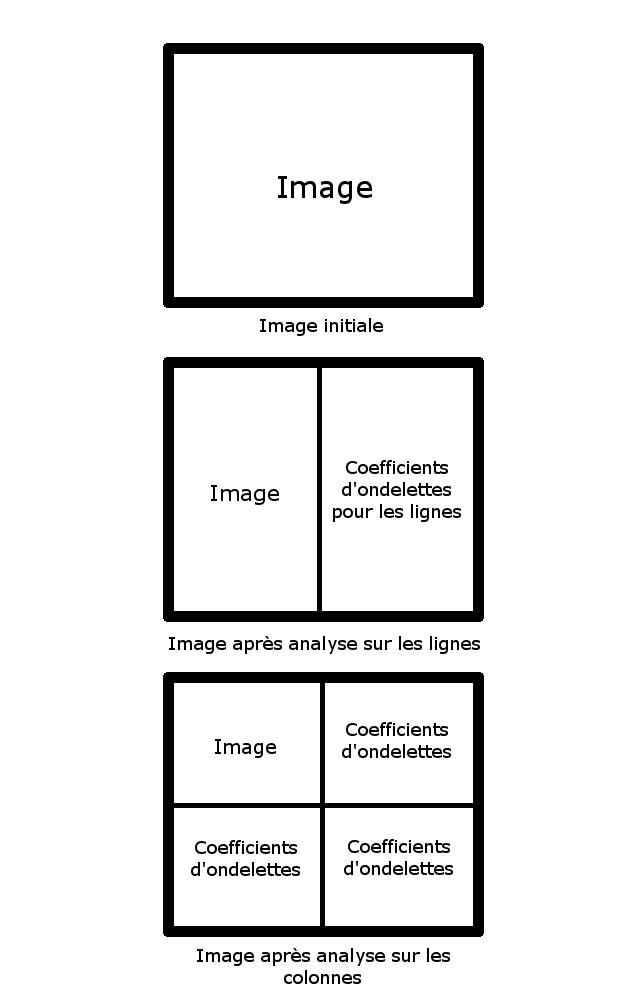 Image
Image initiale
Image
Coefficients
d'ondelettes
pour les lignes
Image après analyse sur les lignes
Image
Coefficients
d'ondelettes
Coefficients
d'ondelettes
Coefficients
d'ondelettes
Image après analyse sur les
colonnes